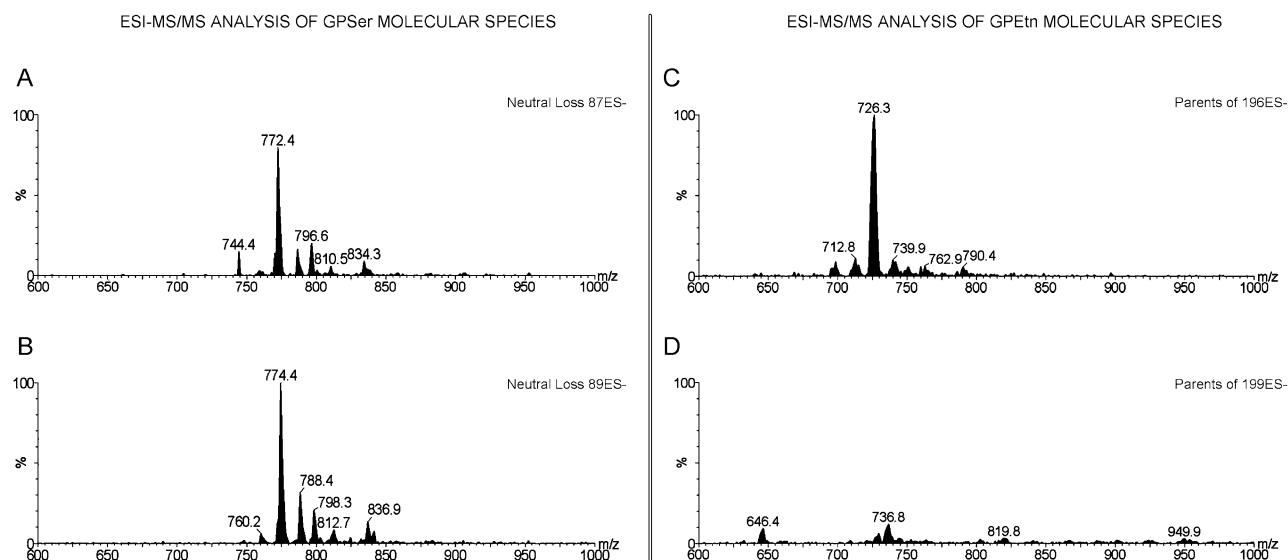 ESI-MS/MS ANALYSIS OF GPSer MOLECULAR SPECIES
A
Neutral Loss 87ES-
100
%
0
772.4
744.4
796.6
810.5
834.3
600 650 700 750 800 850 900 950 1000 m/z
B
Neutral Loss 89ES-
100
%
0
774.4
760.2
788.4
798.3
812.7
836.9
600 650 700 750 800 850 900 950 1000 m/z
ESI-MS/MS ANALYSIS OF GPEtn MOLECULAR SPECIES
C
Parents of 196ES-
100
%
0
726.3
712.8
739.9
762.9
790.4
600 650 700 750 800 850 900 950 1000 m/z
D
Parents of 199ES-
100
%
0
646.4
736.8
819.8
949.9
600 650 700 750 800 850 900 950 1000 m/z